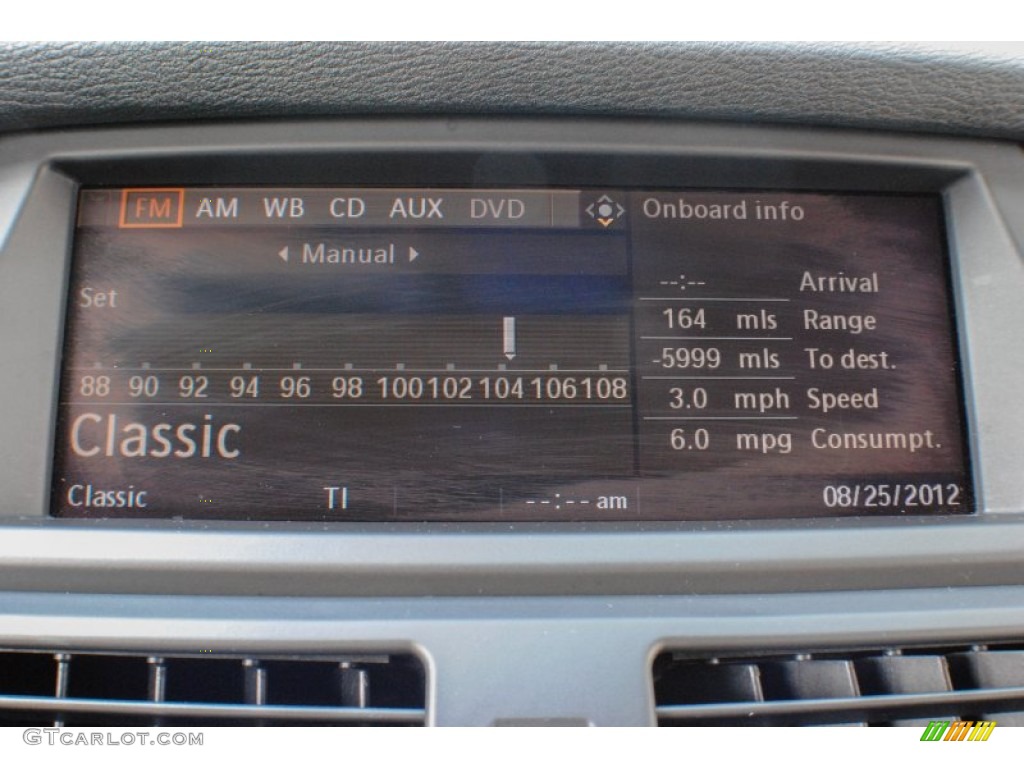 FM AM WB CD AUX DVD
Manual
Set
88 90 92 94 96 98 100 102 104 106 108
Classic
Onboard info
--:-- Arrival
164 mls Range
-5999 mls To dest.
3.0 mph Speed
6.0 mpg Consumpt.
Classic TI --:-- am 08/25/2012
GTCARLOT.COM